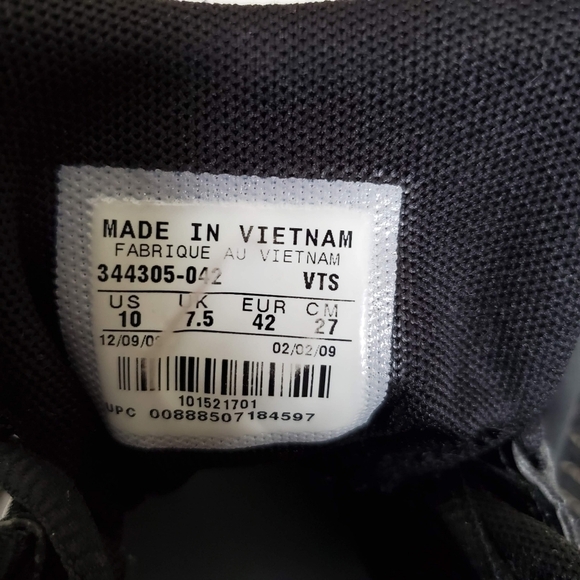 MADE IN VIETNAM
FABRIQUE AU VIETNAM
344305-042 VTS
US UK EUR CM
10 7.5 42 27
02/02/09
101521701
UPC 00888507184597